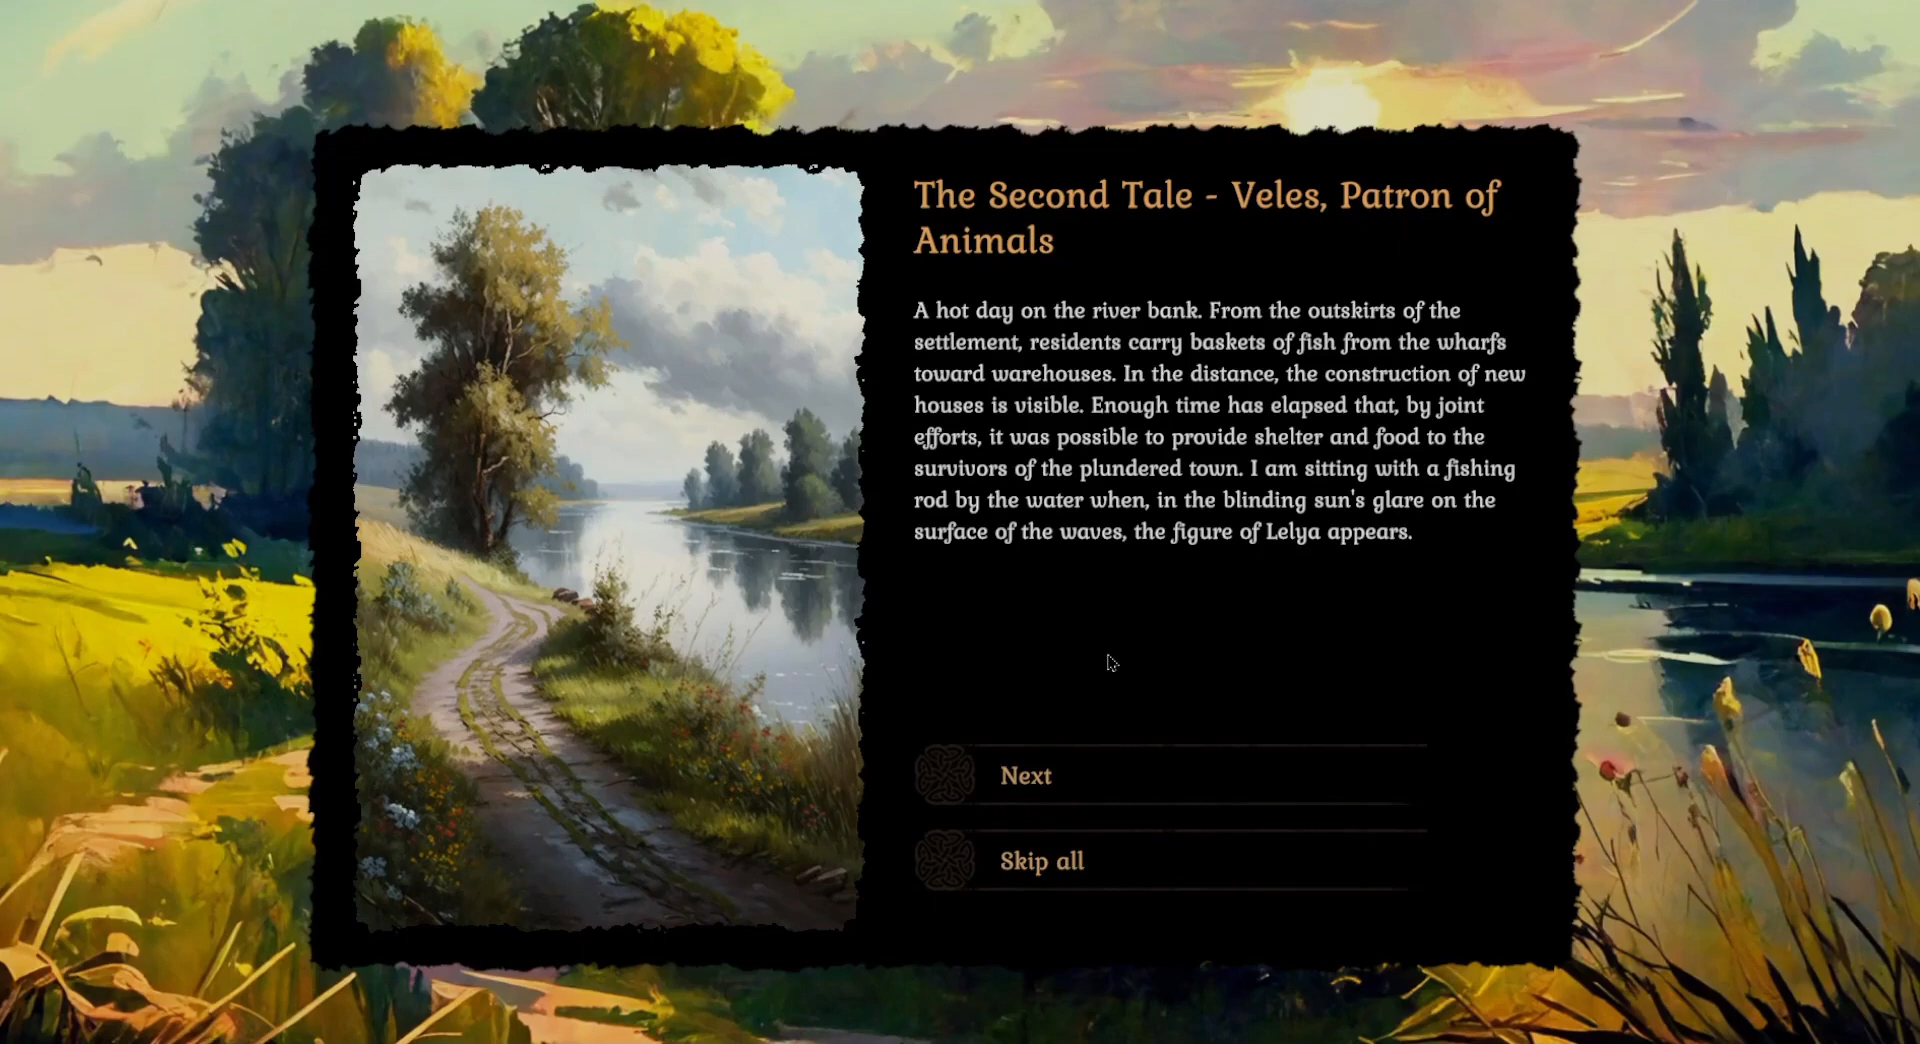 The Second Tale - Veles, Patron of
Animals
A hot day on the river bank. From the outskirts of the
settlement, residents carry baskets of fish from the wharfs
toward warehouses. In the distance, the construction of new
houses is visible. Enough time has elapsed that, by joint
efforts, it was possible to provide shelter and food to the
survivors of the plundered town. I am sitting with a fishing
rod by the water when, in the blinding sun's glare on the
surface of the waves, the figure of Lelya appears.
Next
Skip all